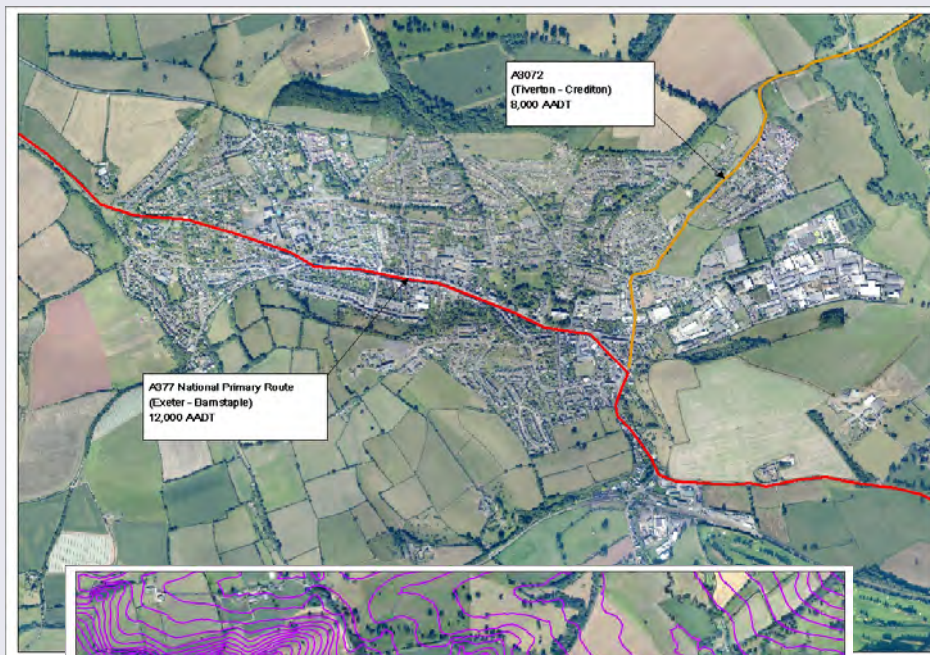 A3072
(Tiverton - Crediton)
8,000 AADT
A377 National Primary Route
(Exeter - Barnstaple)
12,000 AADT